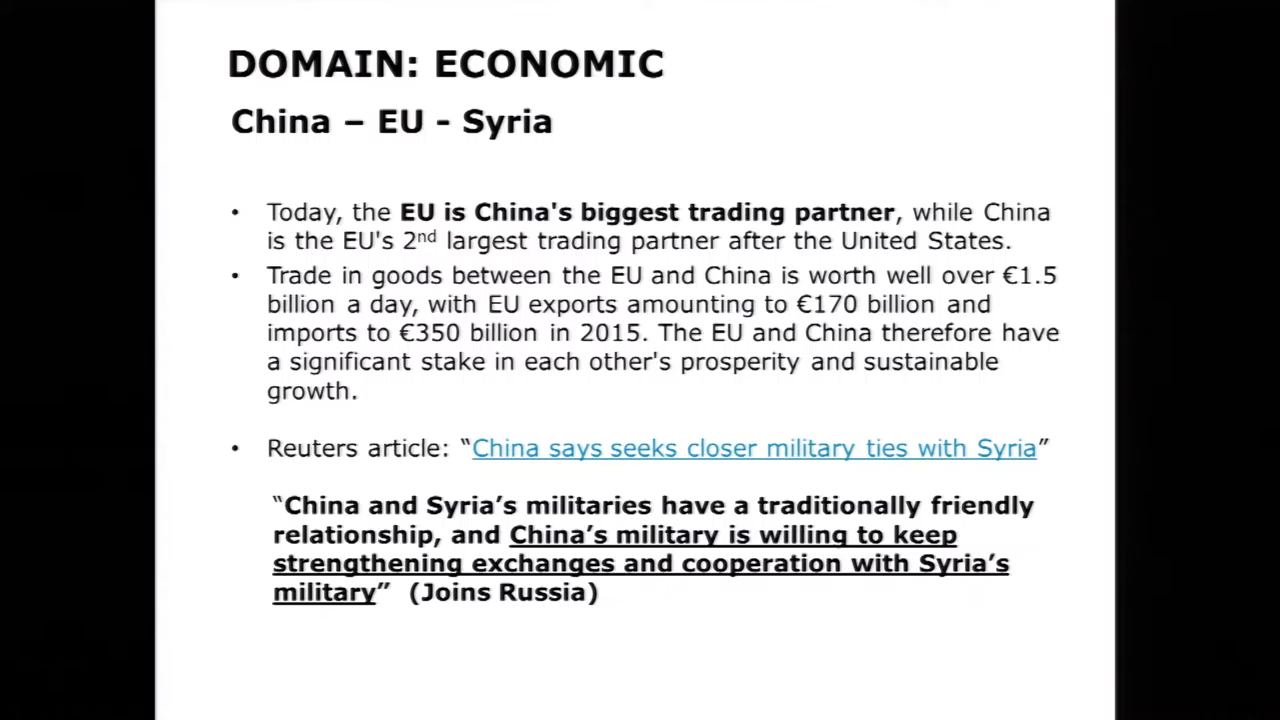 DOMAIN: ECONOMIC
China – EU - Syria
• Today, the EU is China's biggest trading partner, while China
is the EU's 2nd largest trading partner after the United States.
• Trade in goods between the EU and China is worth well over €1.5
billion a day, with EU exports amounting to €170 billion and
imports to €350 billion in 2015. The EU and China therefore have
a significant stake in each other's prosperity and sustainable
growth.
• Reuters article: “China says seeks closer military ties with Syria”
“China and Syria’s militaries have a traditionally friendly
relationship, and China’s military is willing to keep
strengthening exchanges and cooperation with Syria’s
military” (Joins Russia)